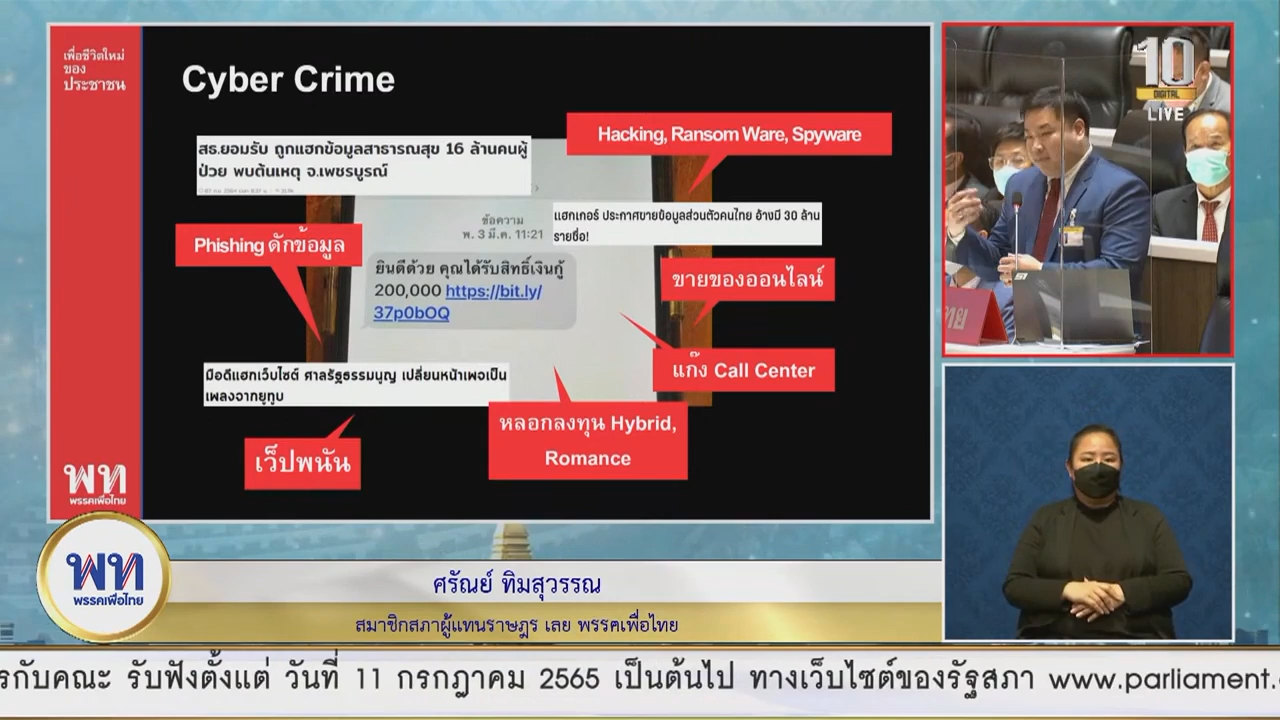 เพื่อชีวิตใหม่
ของ
ประชาชน
Cyber Crime
Hacking, Ransom Ware, Spyware
สธ.ยอมรับ ถูกแฮกข้อมูลสาธารณสุข 16 ล้านคนผู้
ป่วย พบต้นเหตุ จ.เพชรบูรณ์
ข้อความ
พ. 3 มี.ค. 11:21
แฮกเกอร์ ประกาศขายข้อมูลส่วนตัวคนไทย อ้างมี 30 ล้าน
รายชื่อ!
Phishing ดักข้อมูล
ยินดีด้วย คุณได้รับสิทธิ์เงินกู้
200,000 https://bit.ly/
37p0bOQ
ขายของออนไลน์
แก๊ง Call Center
มือดีแฮกเว็บไซต์ ศาลรัฐธรรมนูญ เปลี่ยนหน้าเพจเป็น
เพลงจากยูทูบ
หลอกลงทุน Hybrid,
Romance
เว็ปพนัน
พท
พรรคเพื่อไทย
10
DIGITAL
LIVE
51
พท
พรรคเพื่อไทย
ศรัณย์ ทิมสุวรรณ
สมาชิกสภาผู้แทนราษฎร เลย พรรคเพื่อไทย
รกับคณะ รับฟังตั้งแต่ วันที่ 11 กรกฎาคม 2565 เป็นต้นไป ทางเว็บไซต์ของรัฐสภา www.parliament.